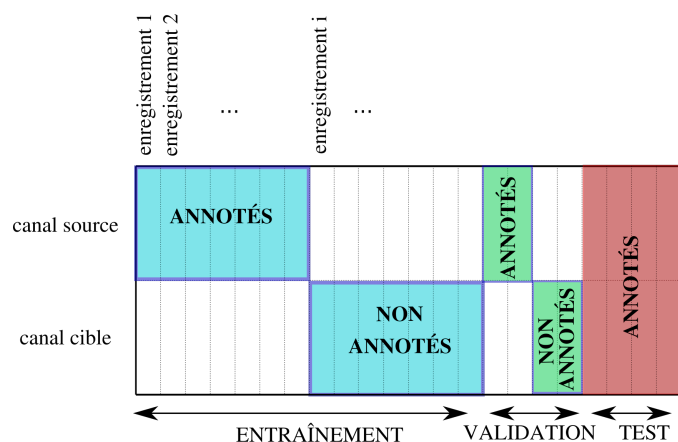 enregistrement 1
enregistrement 2
...
enregistrement i
...
canal source
ANNOTÉS
ANNOTÉS
ANNOTÉS
canal cible
NON
ANNOTÉS
NON
ANNOTÉS
ENTRAÎNEMENT
VALIDATION
TEST